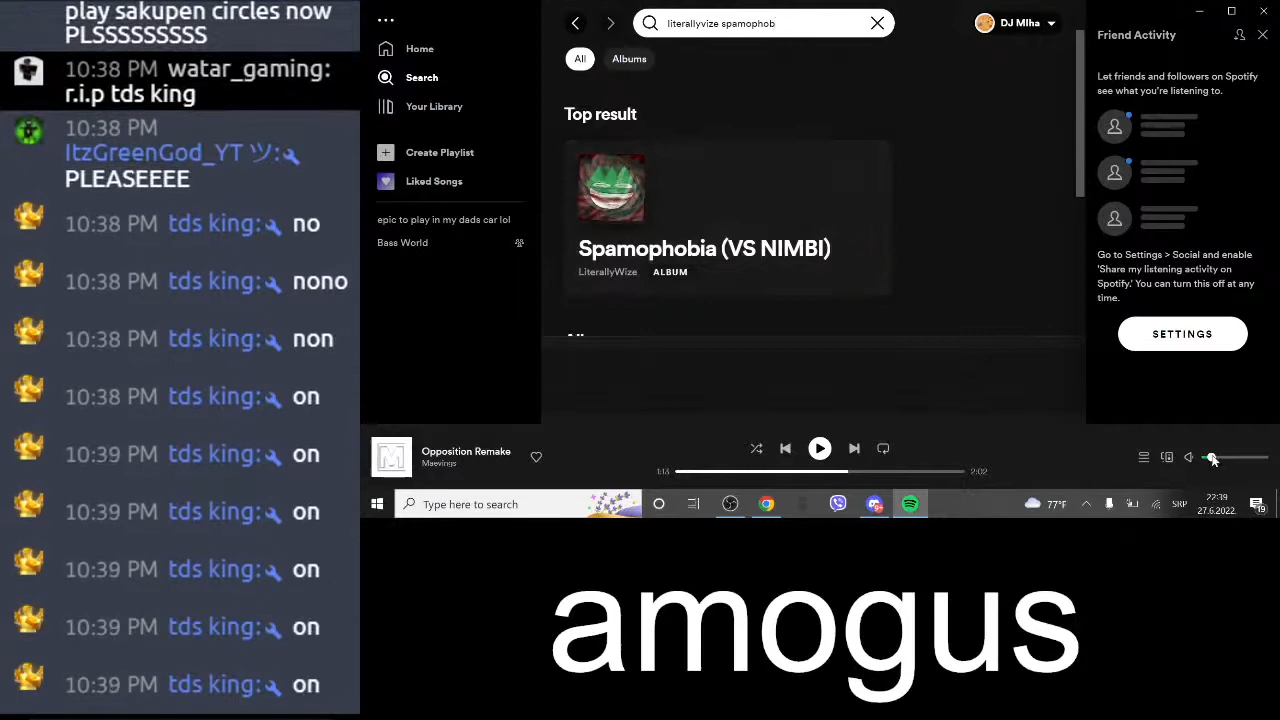 play sakupen circles now
PLSSSSSSSSS
10:38 PM watar_gaming:
r.i.p tds king
10:38 PM
ItzGreenGod_YT ツ:
PLEASEEEE
10:38 PM tds king: no
10:38 PM tds king: nono
10:38 PM tds king: non
10:38 PM tds king: on
10:39 PM tds king: on
10:39 PM tds king: on
10:39 PM tds king: on
10:39 PM tds king: on
10:39 PM tds king: on
Home
Search
Your Library
Create Playlist
Liked Songs
epic to play in my dads car lol
Bass World
literallyvize spamophob
DJ MIha
All
Albums
Top result
Spamophobia (VS NIMBI)
LiterallyWize ALBUM
Friend Activity
Let friends and followers on Spotify
see what you're listening to.
Go to Settings > Social and enable
'Share my listening activity on
Spotify.' You can turn this off at any
time.
SETTINGS
Opposition Remake
Maevings
1:13
2:02
Type here to search
9+
77°F
SRP
22:39
27.6.2022.
19
amogus